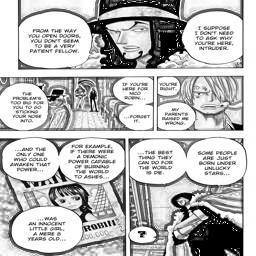 I SUPPOSE
I DON'T NEED
TO ASK WHY
YOU'RE HERE,
INTRUDER.
FROM THE WAY
YOU OPEN DOORS,
YOU DON'T SEEM
TO BE A VERY
PATIENT FELLOW.
YOU'RE
RIGHT.
MY
PARENTS
RAISED ME
WRONG.
IF YOU'RE
HERE FOR
NICO
ROBIN...
...FORGET
IT.
THE
PROBLEM'S
TOO BIG FOR
YOU TO GO
STICKING
YOUR NOSE
INTO.
SOME PEOPLE
ARE JUST
BORN UNDER
UNLUCKY
STARS...
...THE BEST
THING THEY
CAN DO FOR
THE WORLD
IS DIE.
?
FOR EXAMPLE,
IF THERE WERE
A DEMONIC
POWER CAPABLE
OF BURNING
THE WORLD
TO ASHES...
...AND THE
ONLY ONE
WHO COULD
AWAKEN THAT
POWER...
...WAS
AN INNOCENT
LITTLE GIRL,
A MERE 8
YEARS OLD...